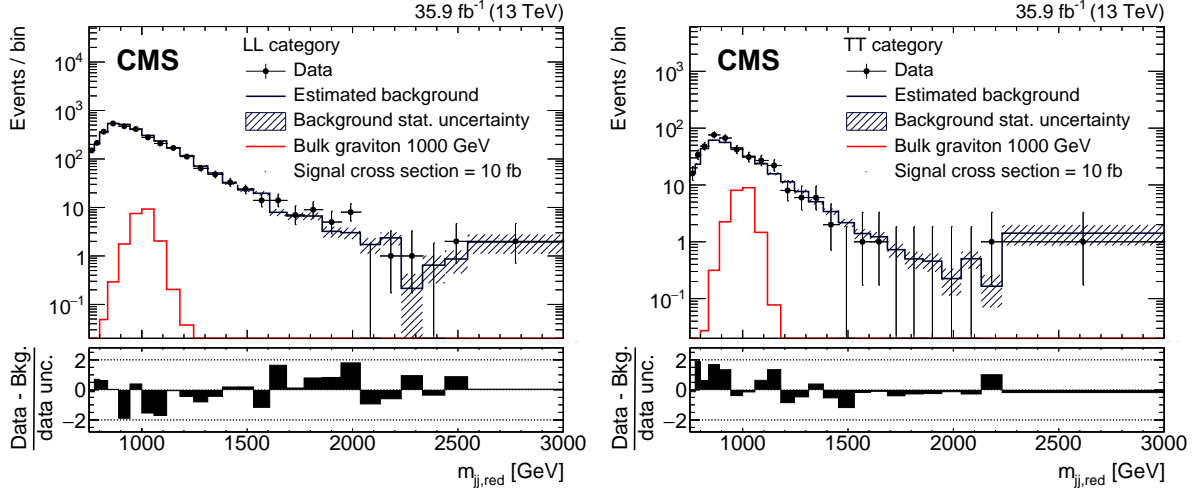 35.9 fb⁻¹ (13 TeV)
Events / bin
CMS
LL category
Data
Estimated background
Background stat. uncertainty
Bulk graviton 1000 GeV
Signal cross section = 10 fb
10⁴
10³
10²
10
1
10⁻¹
Data - Bkg.
data unc.
2
0
−2
1000 1500 2000 2500 3000
m_jj,red [GeV]
35.9 fb⁻¹ (13 TeV)
Events / bin
CMS
TT category
Data
Estimated background
Background stat. uncertainty
Bulk graviton 1000 GeV
Signal cross section = 10 fb
10⁴
10³
10²
10
1
10⁻¹
Data - Bkg.
data unc.
2
0
−2
1000 1500 2000 2500 3000
m_jj,red [GeV]